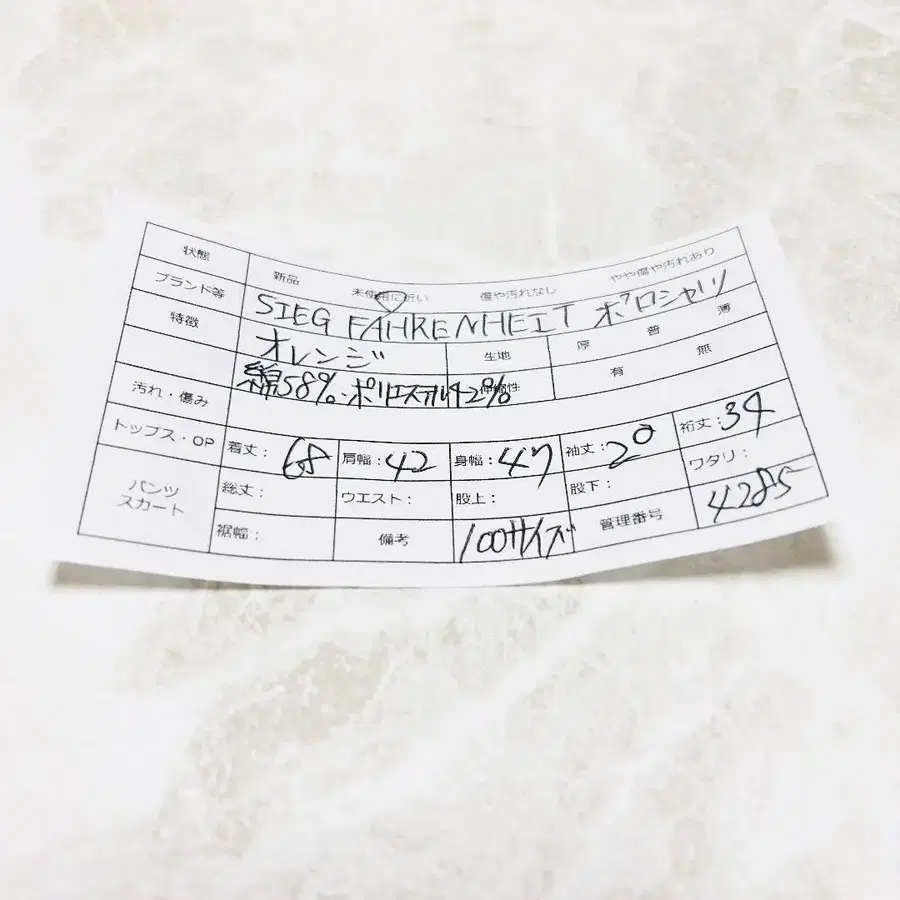 状態 新品 未使用に近い 傷や汚れなし やや傷や汚れあり
ブランド等 SIEG FAHRENHEIT ポロシャツ
特徴 オレンジ 生地 厚 普 薄
綿58%・ポリエステル42% 伸縮性 有 無
汚れ・傷み
トップス・OP 着丈:68 肩幅:42 身幅:47 袖丈:20 裄丈:34
パンツ スカート 総丈: ウエスト: 股上: 股下: ワタリ:
裾幅: 備考 100サイズ 管理番号 4285